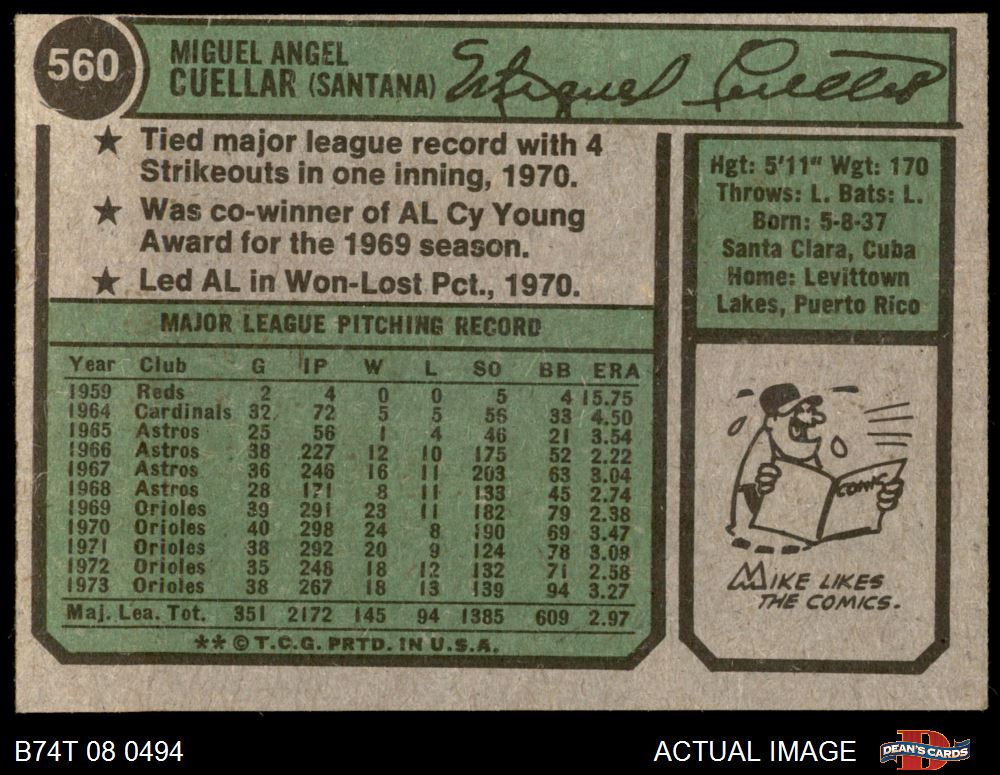 560
MIGUEL ANGEL
CUELLAR (SANTANA)
Miguel Cuellar
★ Tied major league record with 4
Strikeouts in one inning, 1970.
★ Was co-winner of AL Cy Young
Award for the 1969 season.
★ Led AL in Won-Lost Pct., 1970.
Hgt: 5'11" Wgt: 170
Throws: L. Bats: L.
Born: 5-8-37
Santa Clara, Cuba
Home: Levittown
Lakes, Puerto Rico
MAJOR LEAGUE PITCHING RECORD
Year Club G IP W L SO BB ERA
1959 Reds 2 4 0 0 5 4 15.75
1964 Cardinals 32 72 5 5 56 33 4.50
1965 Astros 25 56 1 4 46 21 3.54
1966 Astros 38 227 12 10 175 52 2.22
1967 Astros 36 246 16 11 203 63 3.04
1968 Astros 28 171 8 11 133 45 2.74
1969 Orioles 39 291 23 11 182 79 2.38
1970 Orioles 40 298 24 8 190 69 3.47
1971 Orioles 38 292 20 9 124 78 3.08
1972 Orioles 35 248 18 12 132 71 2.58
1973 Orioles 38 267 18 13 139 94 3.27
Maj. Lea. Tot. 351 2172 145 94 1385 609 2.97
** © T.C.G. PRTD. IN U.S.A.
COMIC
MIKE LIKES
THE COMICS.
B74T 08 0494
ACTUAL IMAGE
DEAN'S CARDS